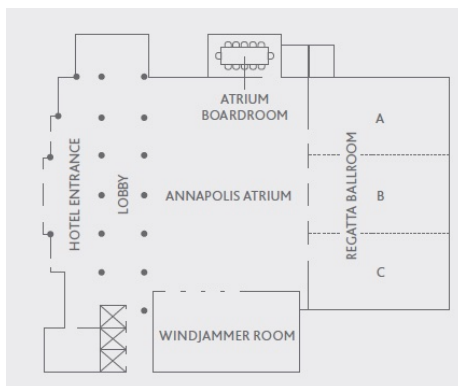 ATRIUM
BOARDROOM
A
HOTEL ENTRANCE
LOBBY
ANNAPOLIS ATRIUM
REGATTA BALLROOM
B
C
WINDJAMMER ROOM